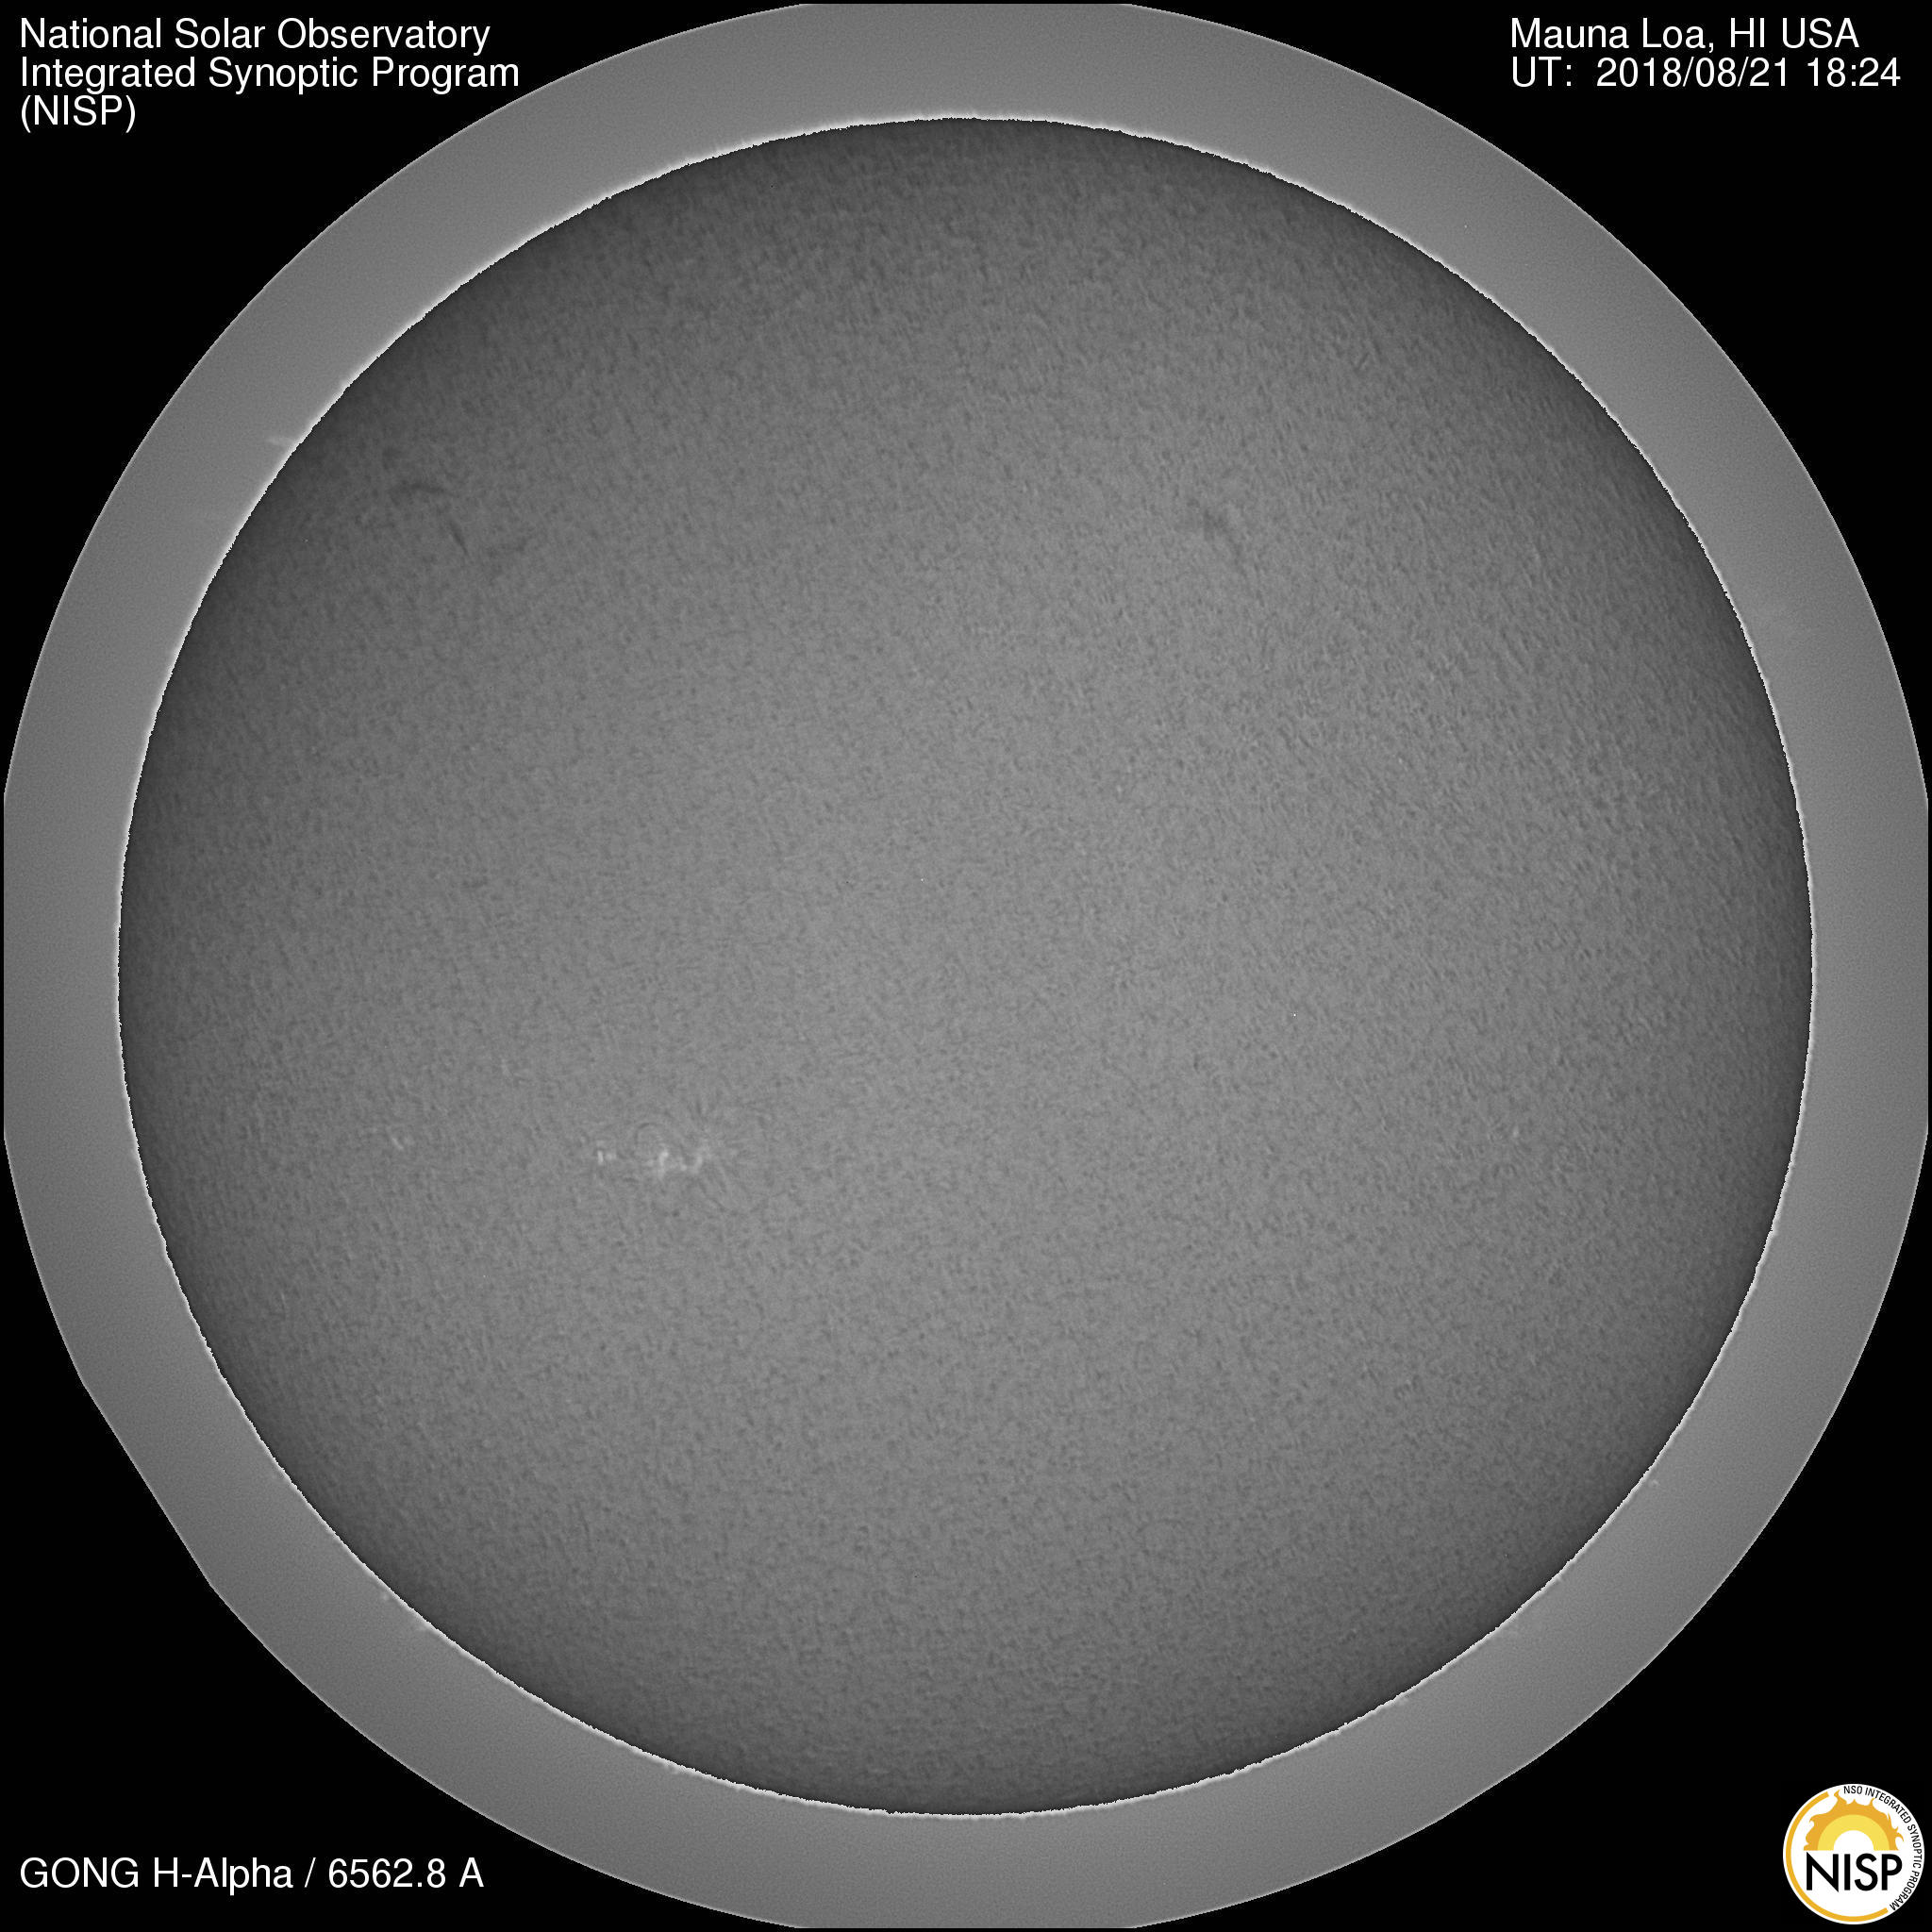 National Solar Observatory
Integrated Synoptic Program
(NISP)
Mauna Loa, HI USA
UT: 2018/08/21 18:24
GONG H-Alpha / 6562.8 A
NSO INTEGRATED SYNOPTIC PROGRAM
NISP